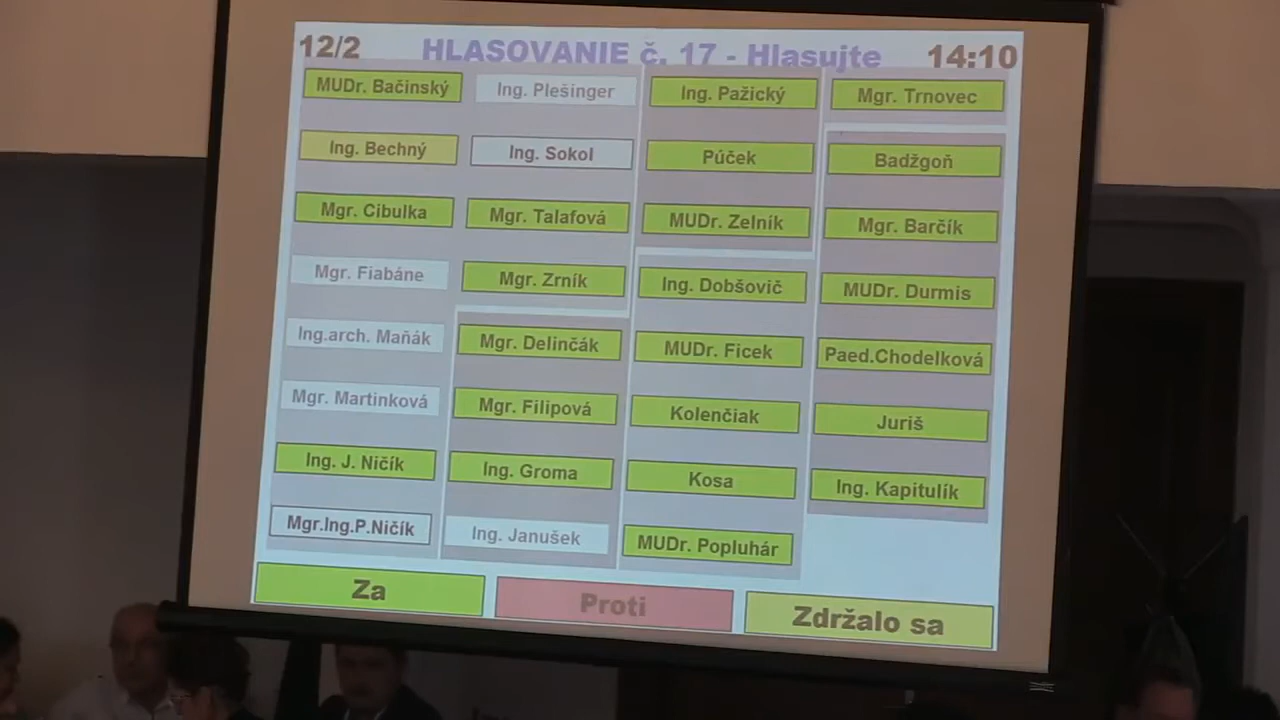 12/2 HLASOVANIE č. 17 - Hlasujte 14:10
MUDr. Bačinský
Ing. Bechný
Mgr. Cibulka
Mgr. Fiabáne
Ing.arch. Maňák
Mgr. Martinková
Ing. J. Ničík
Mgr.Ing.P.Ničík
Ing. Plešinger
Ing. Sokol
Mgr. Talafová
Mgr. Zrník
Mgr. Delinčák
Mgr. Filipová
Ing. Groma
Ing. Janušek
Ing. Pažický
Púček
MUDr. Zelník
Ing. Dobšovič
MUDr. Ficek
Kolenčiak
Kosa
MUDr. Popluhár
Mgr. Trnovec
Badžgoň
Mgr. Barčík
MUDr. Durmis
Paed.Chodelková
Juriš
Ing. Kapitulík
Za Proti Zdržalo sa